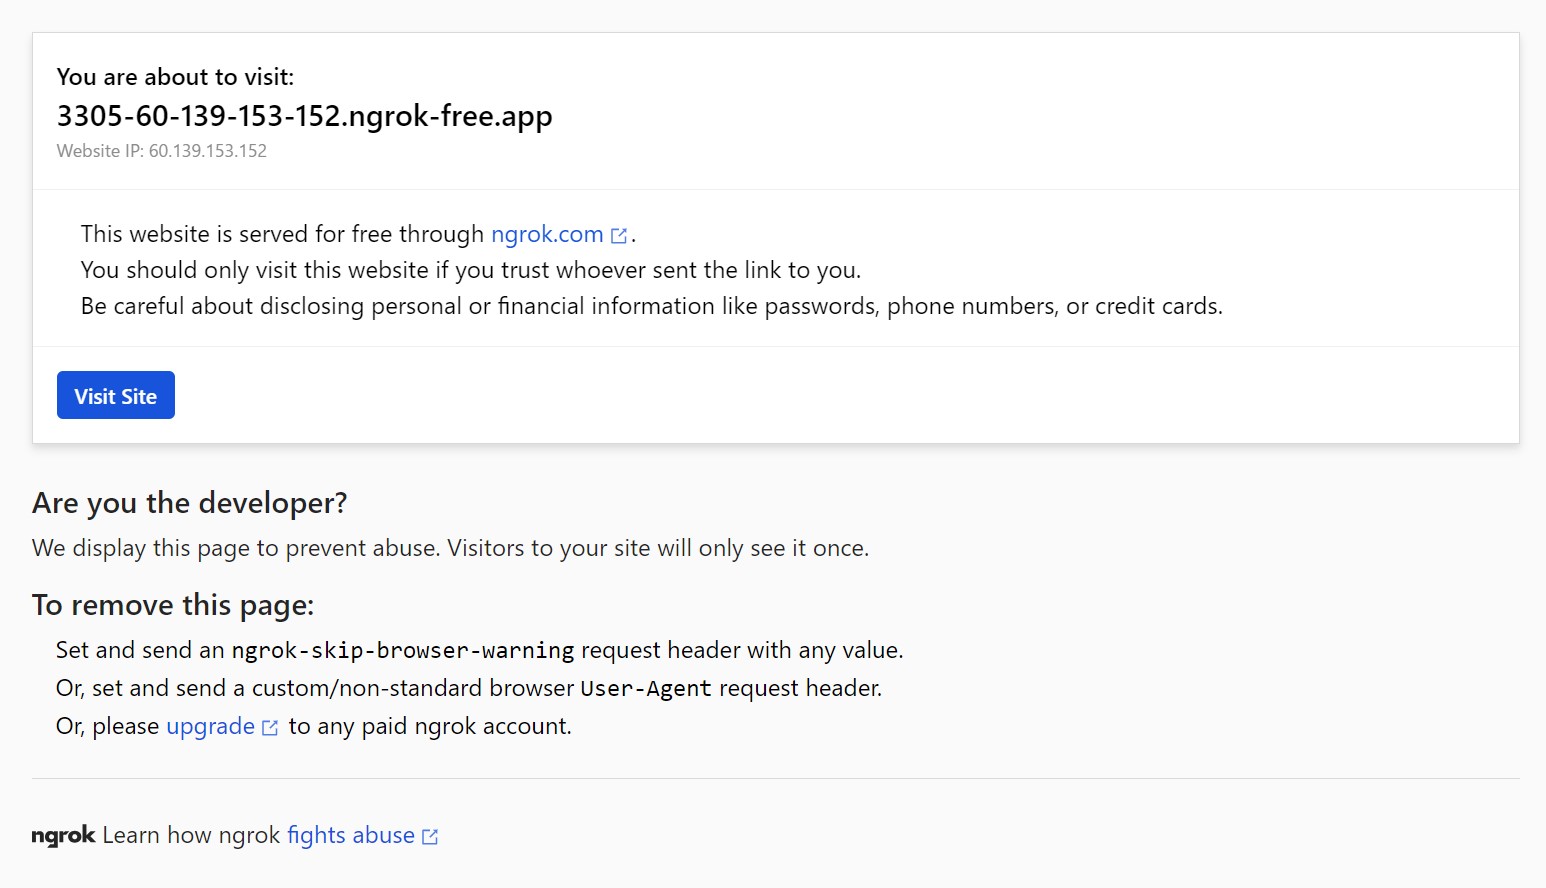 You are about to visit:
3305-60-139-153-152.ngrok-free.app
Website IP: 60.139.153.152
This website is served for free through ngrok.com.
You should only visit this website if you trust whoever sent the link to you.
Be careful about disclosing personal or financial information like passwords, phone numbers, or credit cards.
Visit Site
Are you the developer?
We display this page to prevent abuse. Visitors to your site will only see it once.
To remove this page:
Set and send an ngrok-skip-browser-warning request header with any value.
Or, set and send a custom/non-standard browser User-Agent request header.
Or, please upgrade to any paid ngrok account.
ngrok Learn how ngrok fights abuse